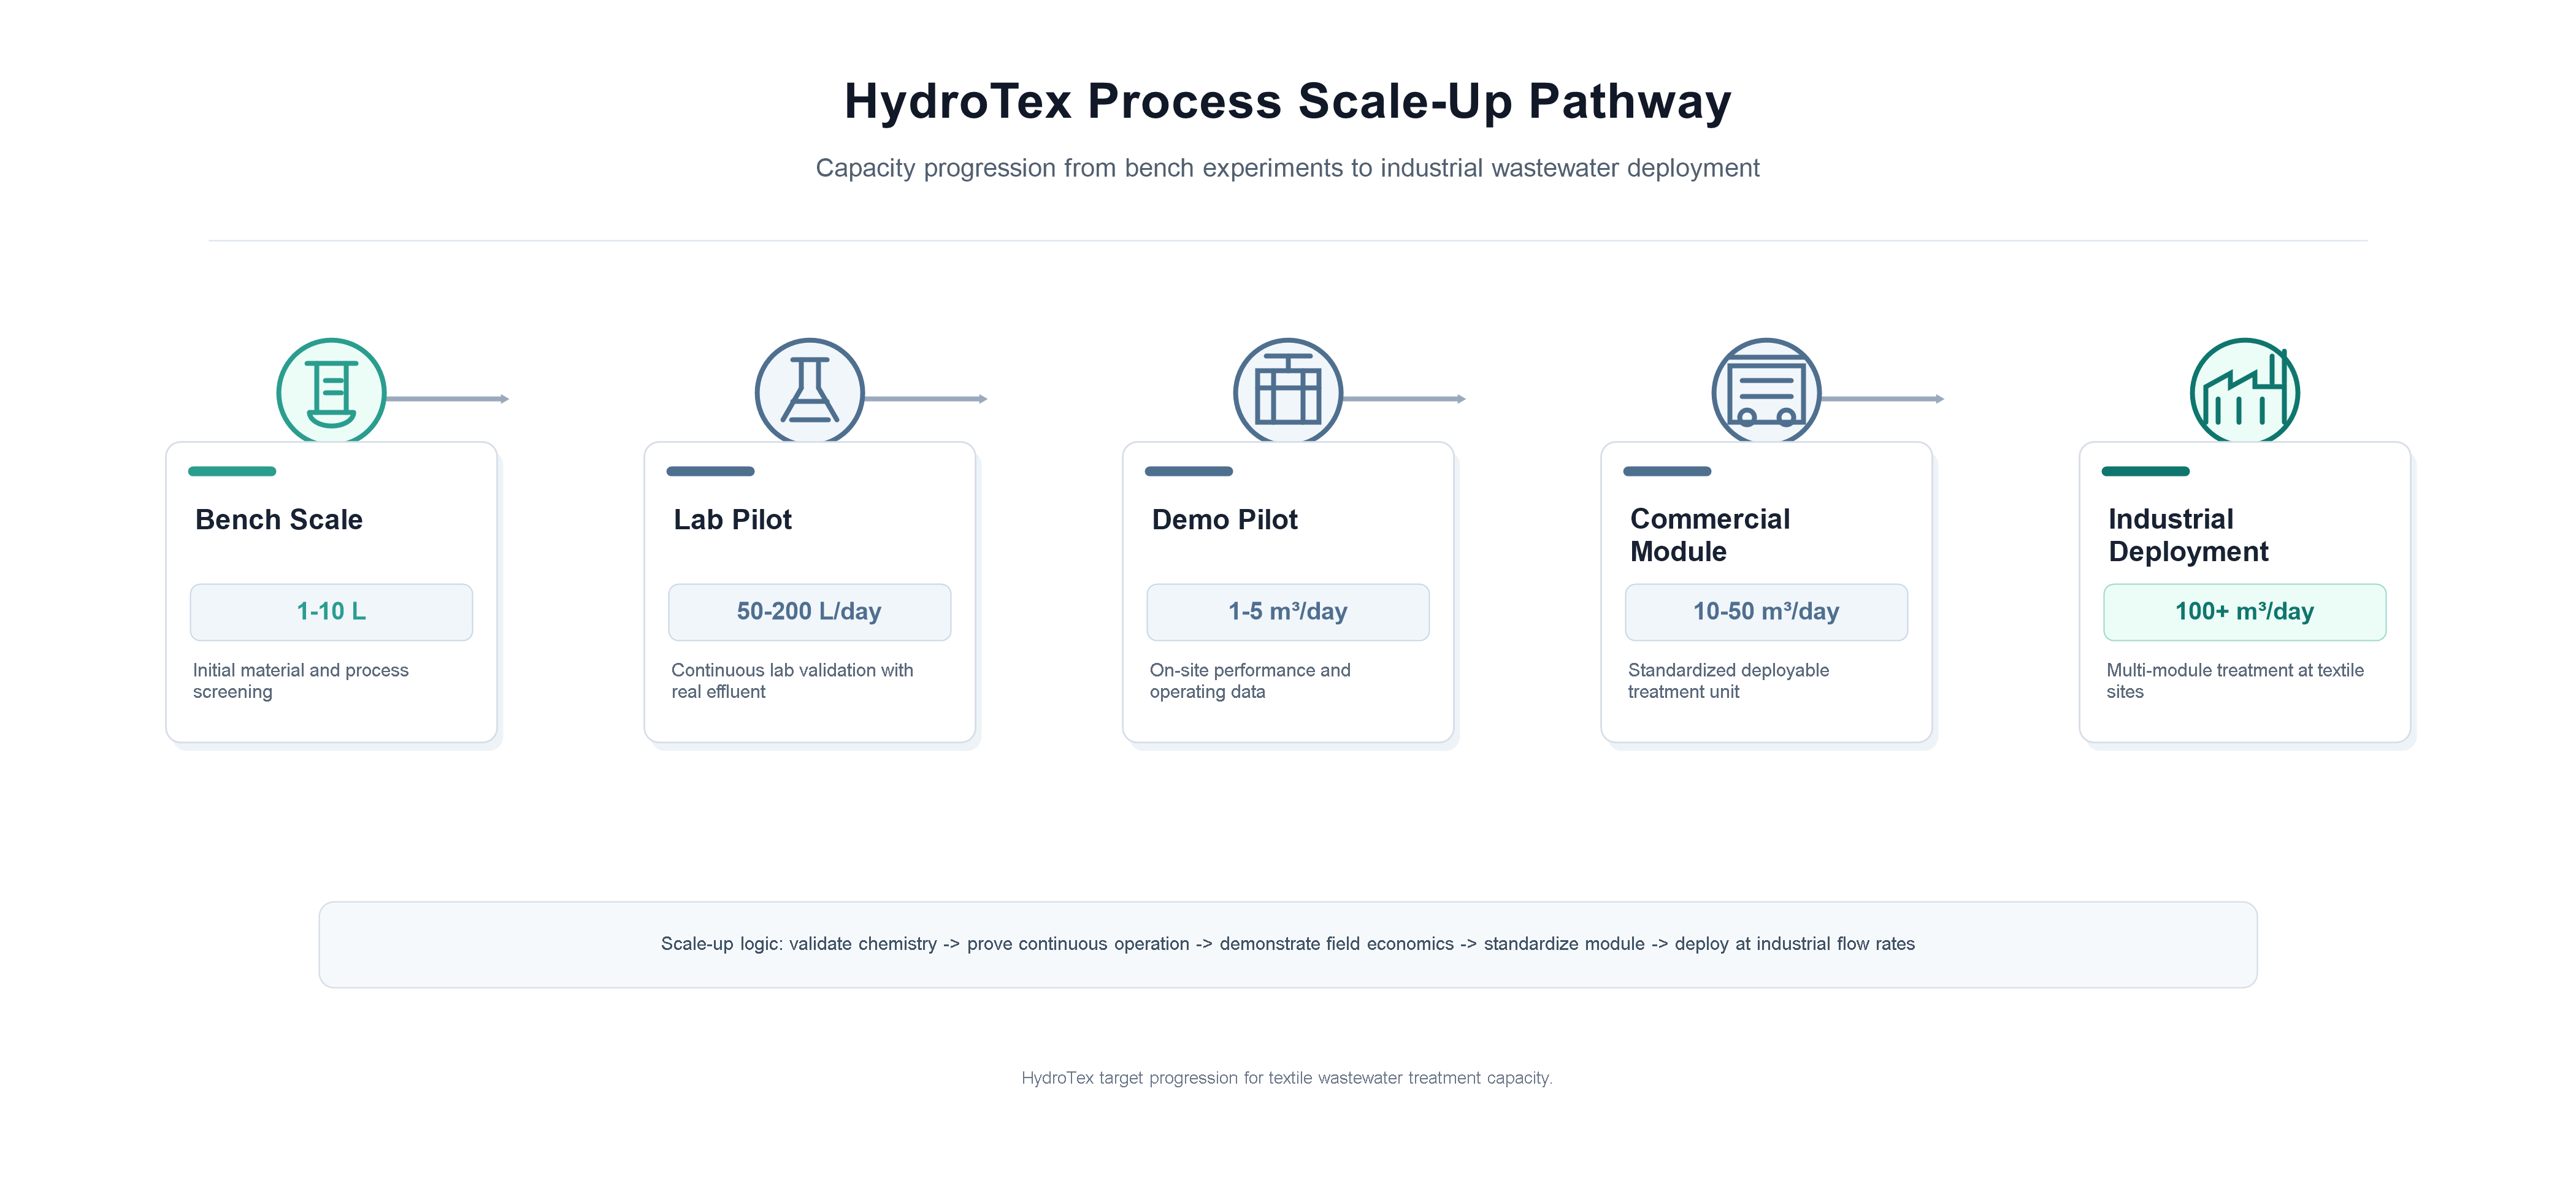 HydroTex Process Scale-Up Pathway
Capacity progression from bench experiments to industrial wastewater deployment
Bench Scale
1-10 L
Initial material and process
screening
Lab Pilot
50-200 L/day
Continuous lab validation with
real effluent
Demo Pilot
1-5 m³/day
On-site performance and
operating data
Commercial
Module
10-50 m³/day
Standardized deployable
treatment unit
Industrial
Deployment
100+ m³/day
Multi-module treatment at textile
sites
Scale-up logic: validate chemistry -> prove continuous operation -> demonstrate field economics -> standardize module -> deploy at industrial flow rates
HydroTex target progression for textile wastewater treatment capacity.